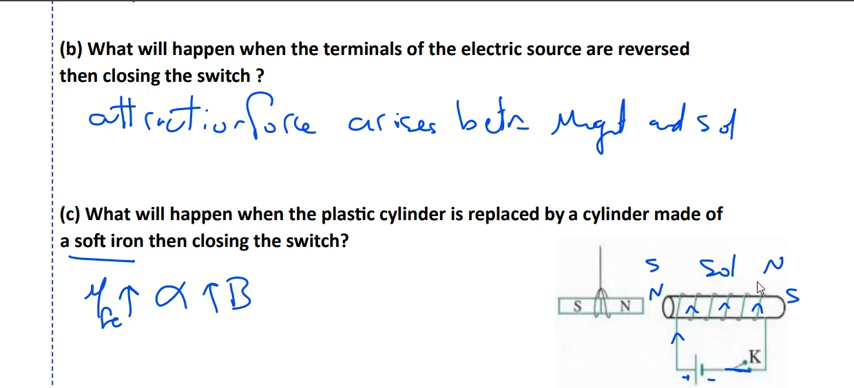 (b) What will happen when the terminals of the electric source are reversed
then closing the switch ?
attraction force arises betn Magt and sol
(c) What will happen when the plastic cylinder is replaced by a cylinder made of
a soft iron then closing the switch?
S Sol N
μFe ↑ α ↑ B
S N N S
K
+ -